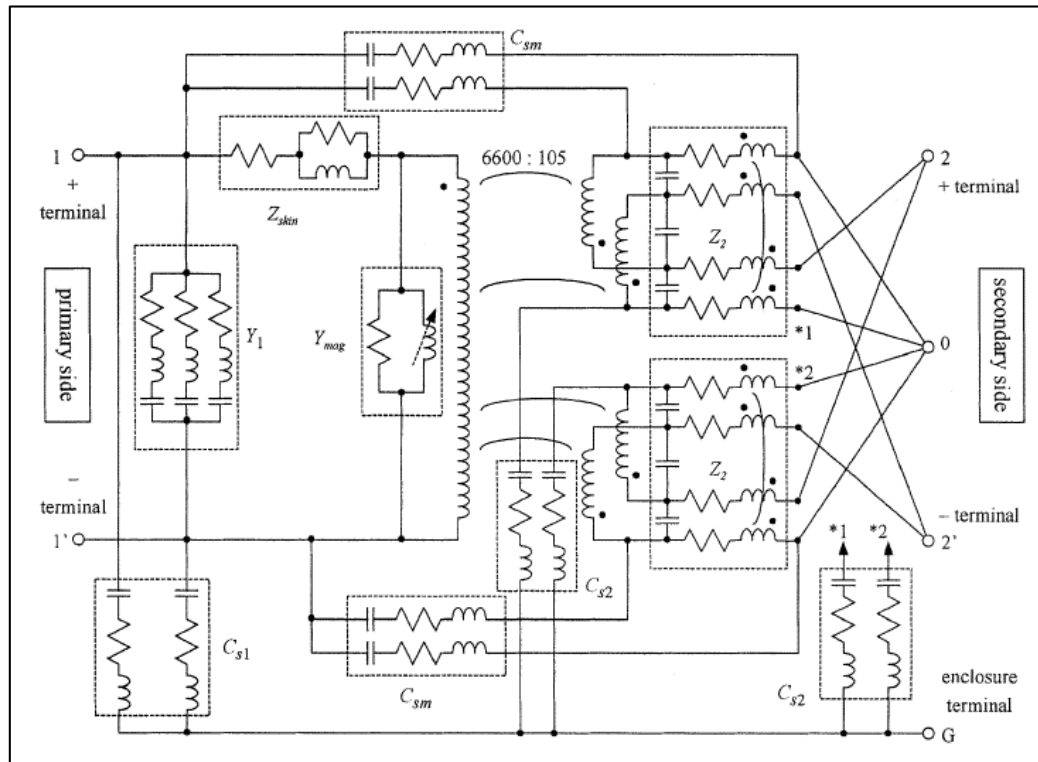 C_sm
1
+
terminal
Z_skin
6600 : 105
2
+ terminal
primary side
Y_1
Y_mag
Z_2
*1
0
secondary side
*2
Z_2
−
terminal
1'
− terminal
2'
*1 *2
C_s1
C_s2
C_sm
C_s2
enclosure
terminal
G